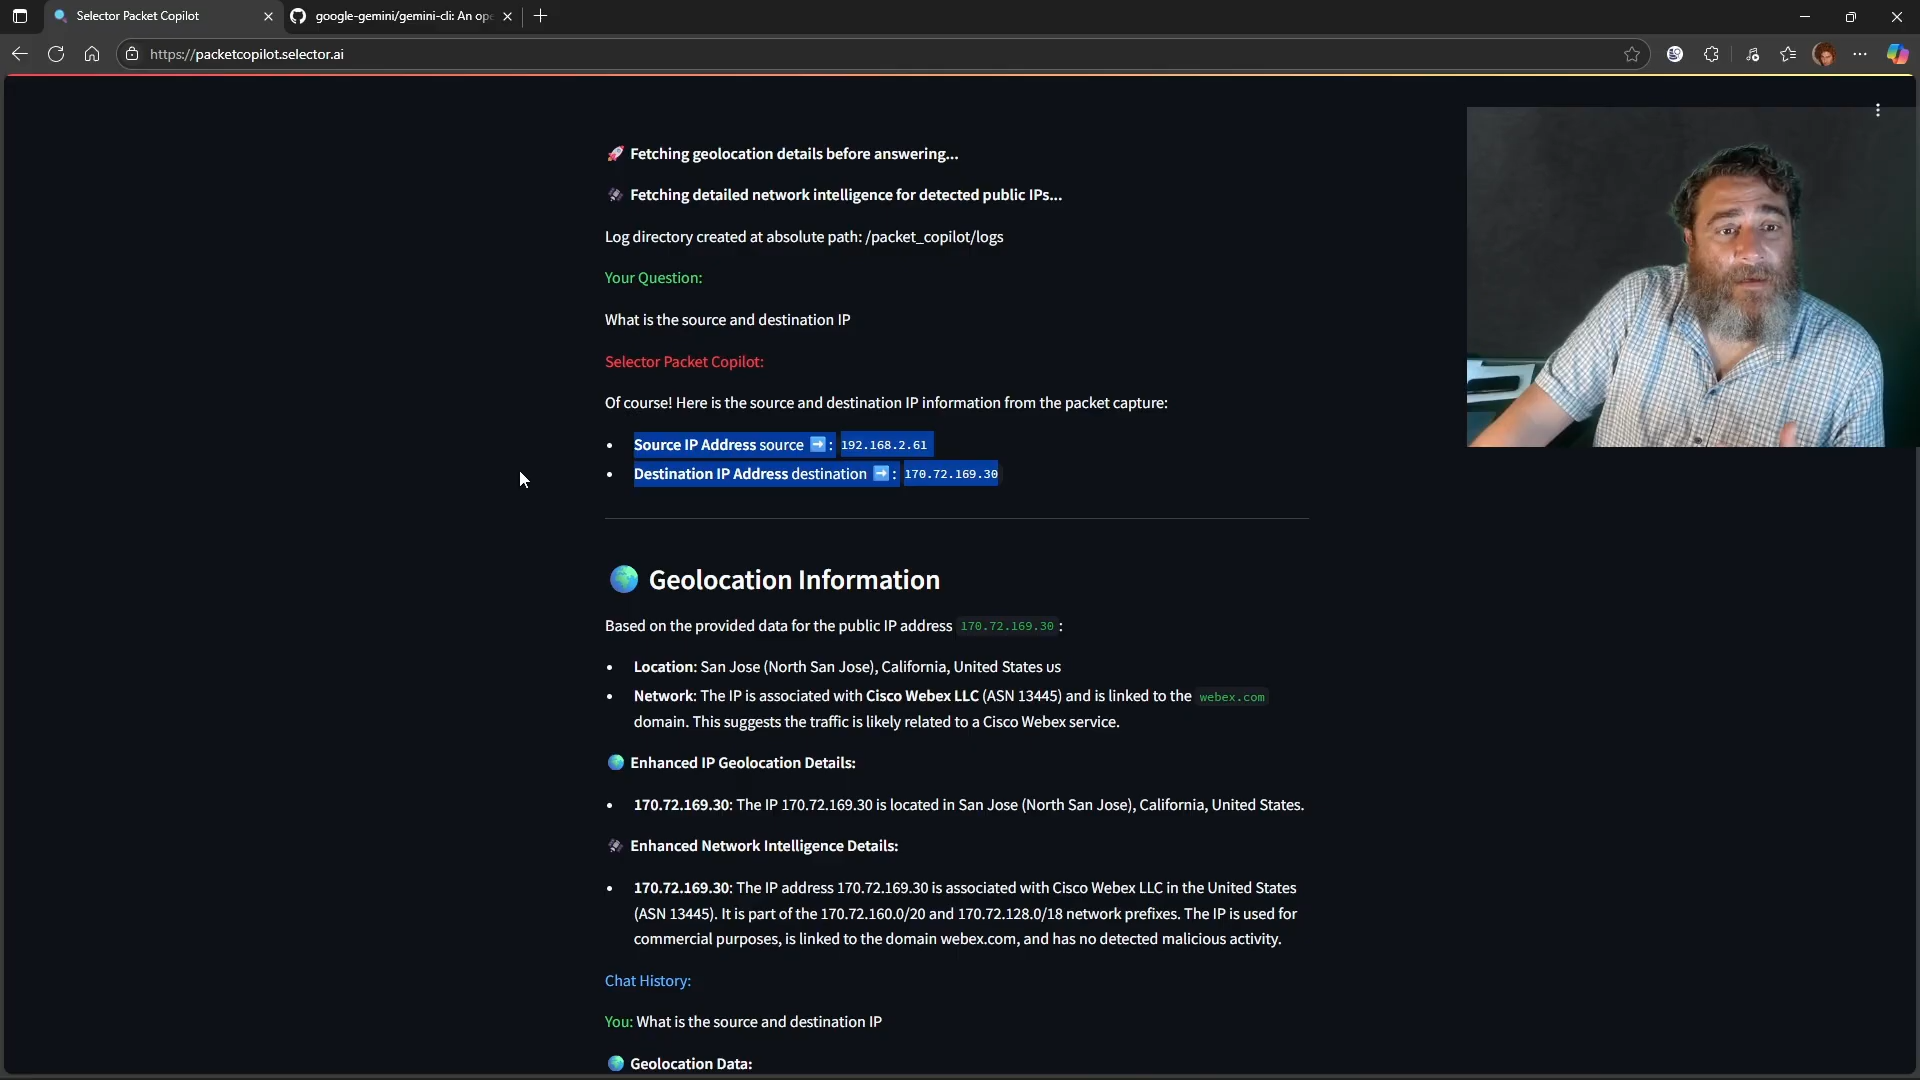 Selector Packet Copilot
google-gemini/gemini-cli: An ope
https://packetcopilot.selector.ai
Fetching geolocation details before answering...
Fetching detailed network intelligence for detected public IPs...
Log directory created at absolute path: /packet_copilot/logs
Your Question:
What is the source and destination IP
Selector Packet Copilot:
Of course! Here is the source and destination IP information from the packet capture:
• Source IP Address source ➡️: 192.168.2.61
• Destination IP Address destination ➡️: 170.72.169.30
Geolocation Information
Based on the provided data for the public IP address 170.72.169.30:
• Location: San Jose (North San Jose), California, United States us
• Network: The IP is associated with Cisco Webex LLC (ASN 13445) and is linked to the webex.com
domain. This suggests the traffic is likely related to a Cisco Webex service.
Enhanced IP Geolocation Details:
• 170.72.169.30: The IP 170.72.169.30 is located in San Jose (North San Jose), California, United States.
Enhanced Network Intelligence Details:
• 170.72.169.30: The IP address 170.72.169.30 is associated with Cisco Webex LLC in the United States
(ASN 13445). It is part of the 170.72.160.0/20 and 170.72.128.0/18 network prefixes. The IP is used for
commercial purposes, is linked to the domain webex.com, and has no detected malicious activity.
Chat History:
You: What is the source and destination IP
Geolocation Data: